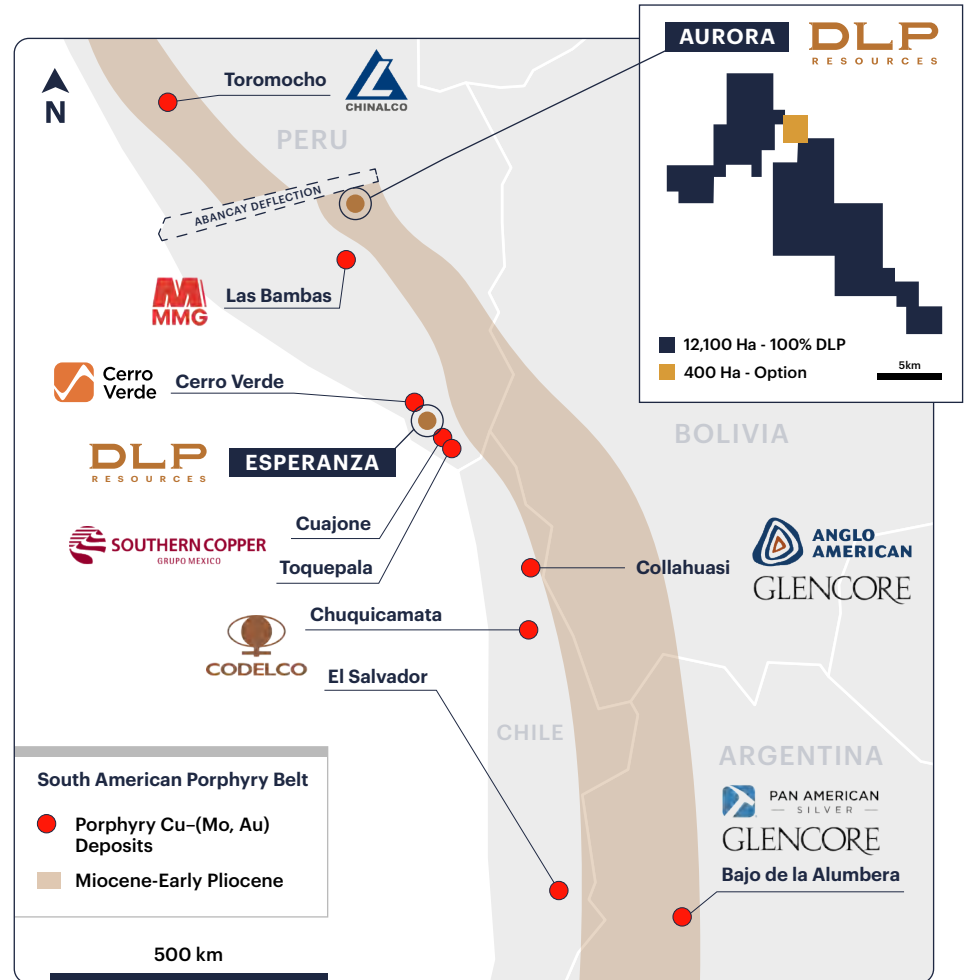 AURORA
DLP
RESOURCES
12,100 Ha - 100% DLP
400 Ha - Option
5km
N
Toromocho
CHINALCO
PERU
ABANCAY DEFLECTION
MMG
Las Bambas
Cerro
Verde
Cerro Verde
DLP
RESOURCES
ESPERANZA
BOLIVIA
SOUTHERN COPPER
GRUPO MEXICO
Cuajone
Toquepala
Collahuasi
ANGLO
AMERICAN
GLENCORE
Chuquicamata
CODELCO
El Salvador
CHILE
ARGENTINA
PAN AMERICAN
— SILVER —
GLENCORE
Bajo de la Alumbera
South American Porphyry Belt
Porphyry Cu–(Mo, Au)
Deposits
Miocene-Early Pliocene
500 km